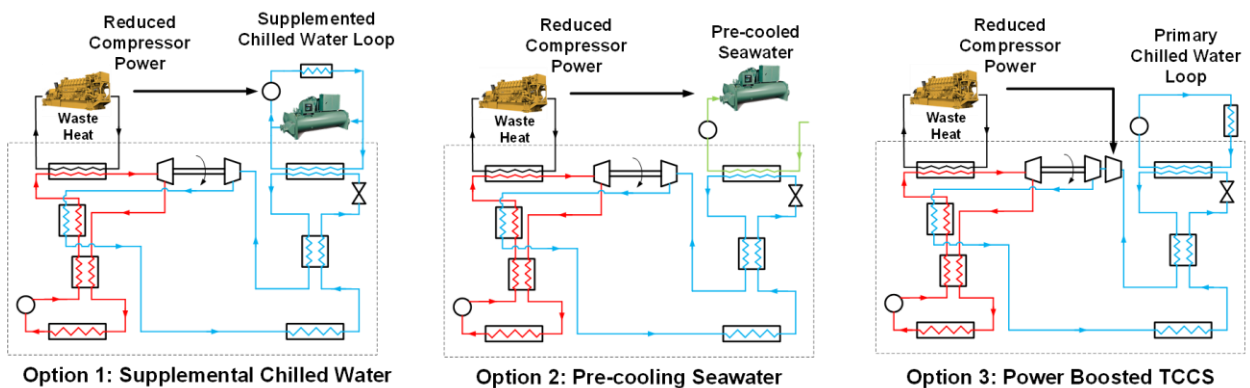 Reduced
Compressor
Power
Supplemented
Chilled Water Loop
Waste
Heat
Option 1: Supplemental Chilled Water
Reduced
Compressor
Power
Pre-cooled
Seawater
Waste
Heat
Option 2: Pre-cooling Seawater
Reduced
Compressor
Power
Primary
Chilled Water
Loop
Waste
Heat
Option 3: Power Boosted TCCS